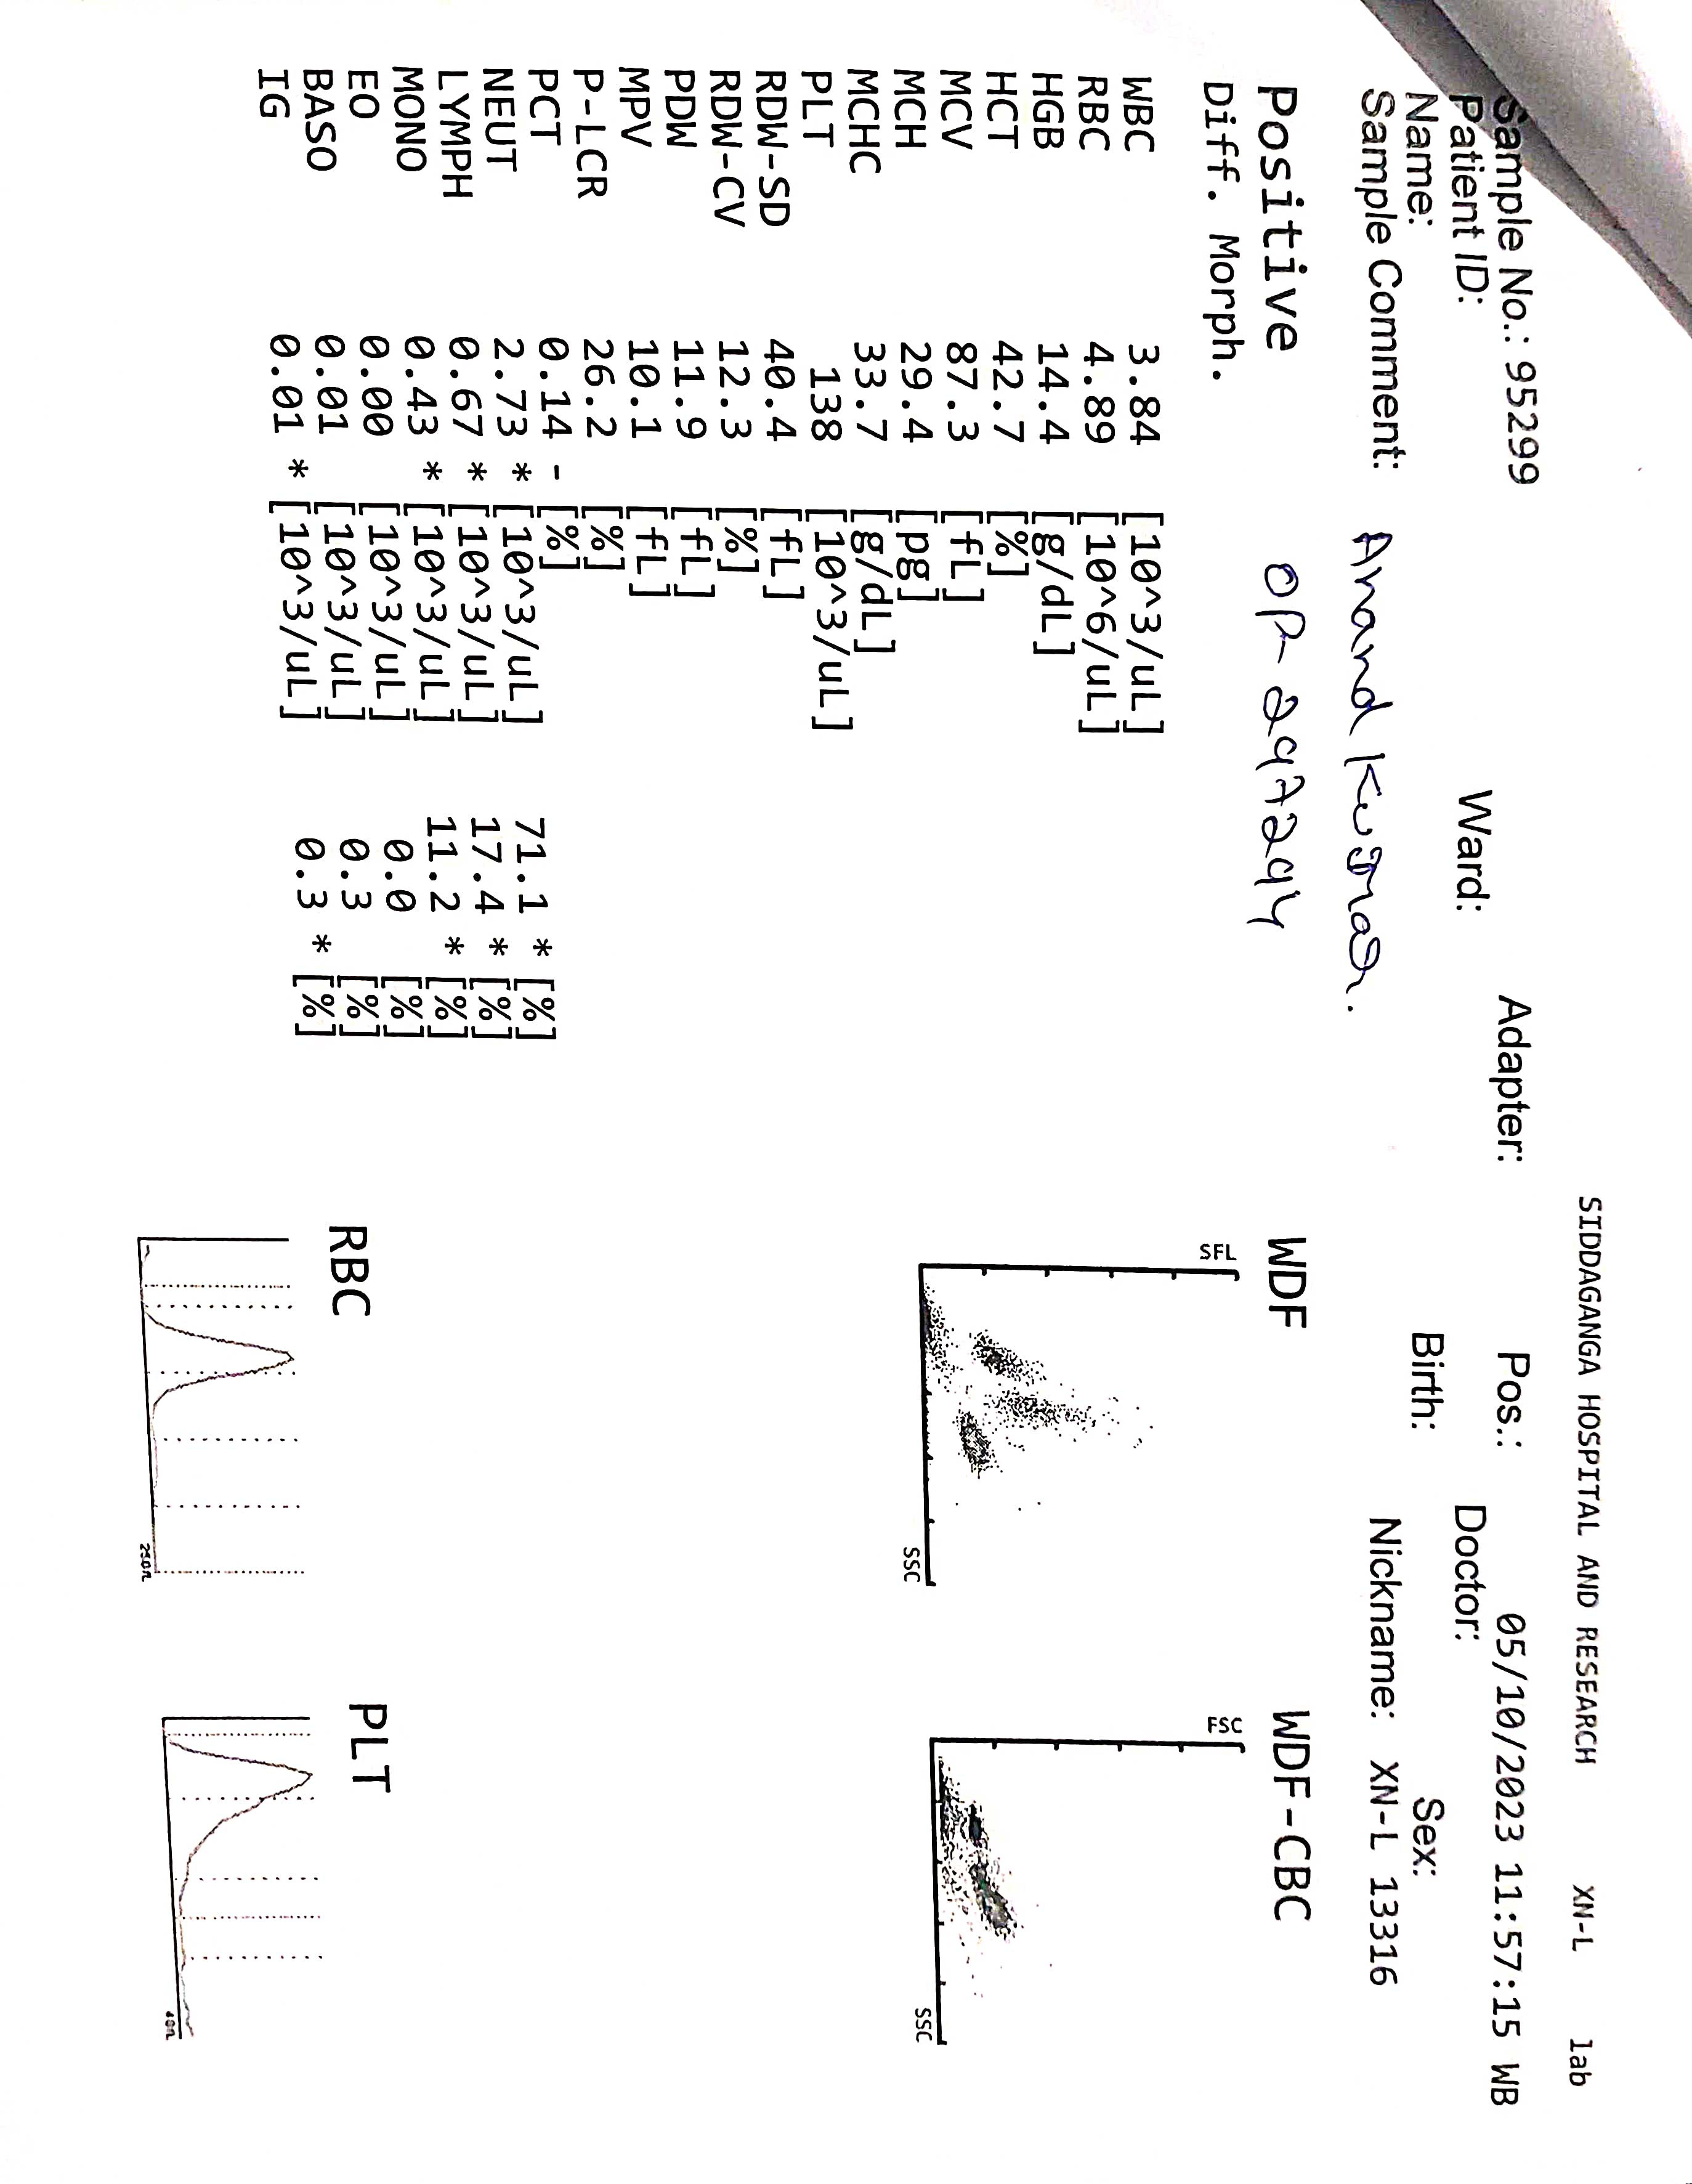 SIDDAGANGA HOSPITAL AND RESEARCH XN-L lab
Sample No.: 95299 Adapter: Pos.: 05/10/2023 11:57:15 WB
Patient ID: Ward: Doctor:
Name: Birth: Sex:
Sample Comment: Anand Kumar. Nickname: XN-L 13316
Positive OP- 297294
Diff. Morph.
WBC 3.84 [10^3/uL]
RBC 4.89 [10^6/uL]
HGB 14.4 [g/dL]
HCT 42.7 [%]
MCV 87.3 [fL]
MCH 29.4 [pg]
MCHC 33.7 [g/dL]
PLT 138 [10^3/uL]
RDW-SD 40.4 [fL]
RDW-CV 12.3 [%]
PDW 11.9 [fL]
MPV 10.1 [fL]
P-LCR 26.2 [%]
PCT 0.14 - [%]
NEUT 2.73 * [10^3/uL] 71.1 * [%]
LYMPH 0.67 * [10^3/uL] 17.4 * [%]
MONO 0.43 * [10^3/uL] 11.2 * [%]
EO 0.00 [10^3/uL] 0.0 [%]
BASO 0.01 [10^3/uL] 0.3 [%]
IG 0.01 * [10^3/uL] 0.3 * [%]
WDF
SFL
SSC
WDF-CBC
FSC
SSC
RBC
250fL
PLT
40fL